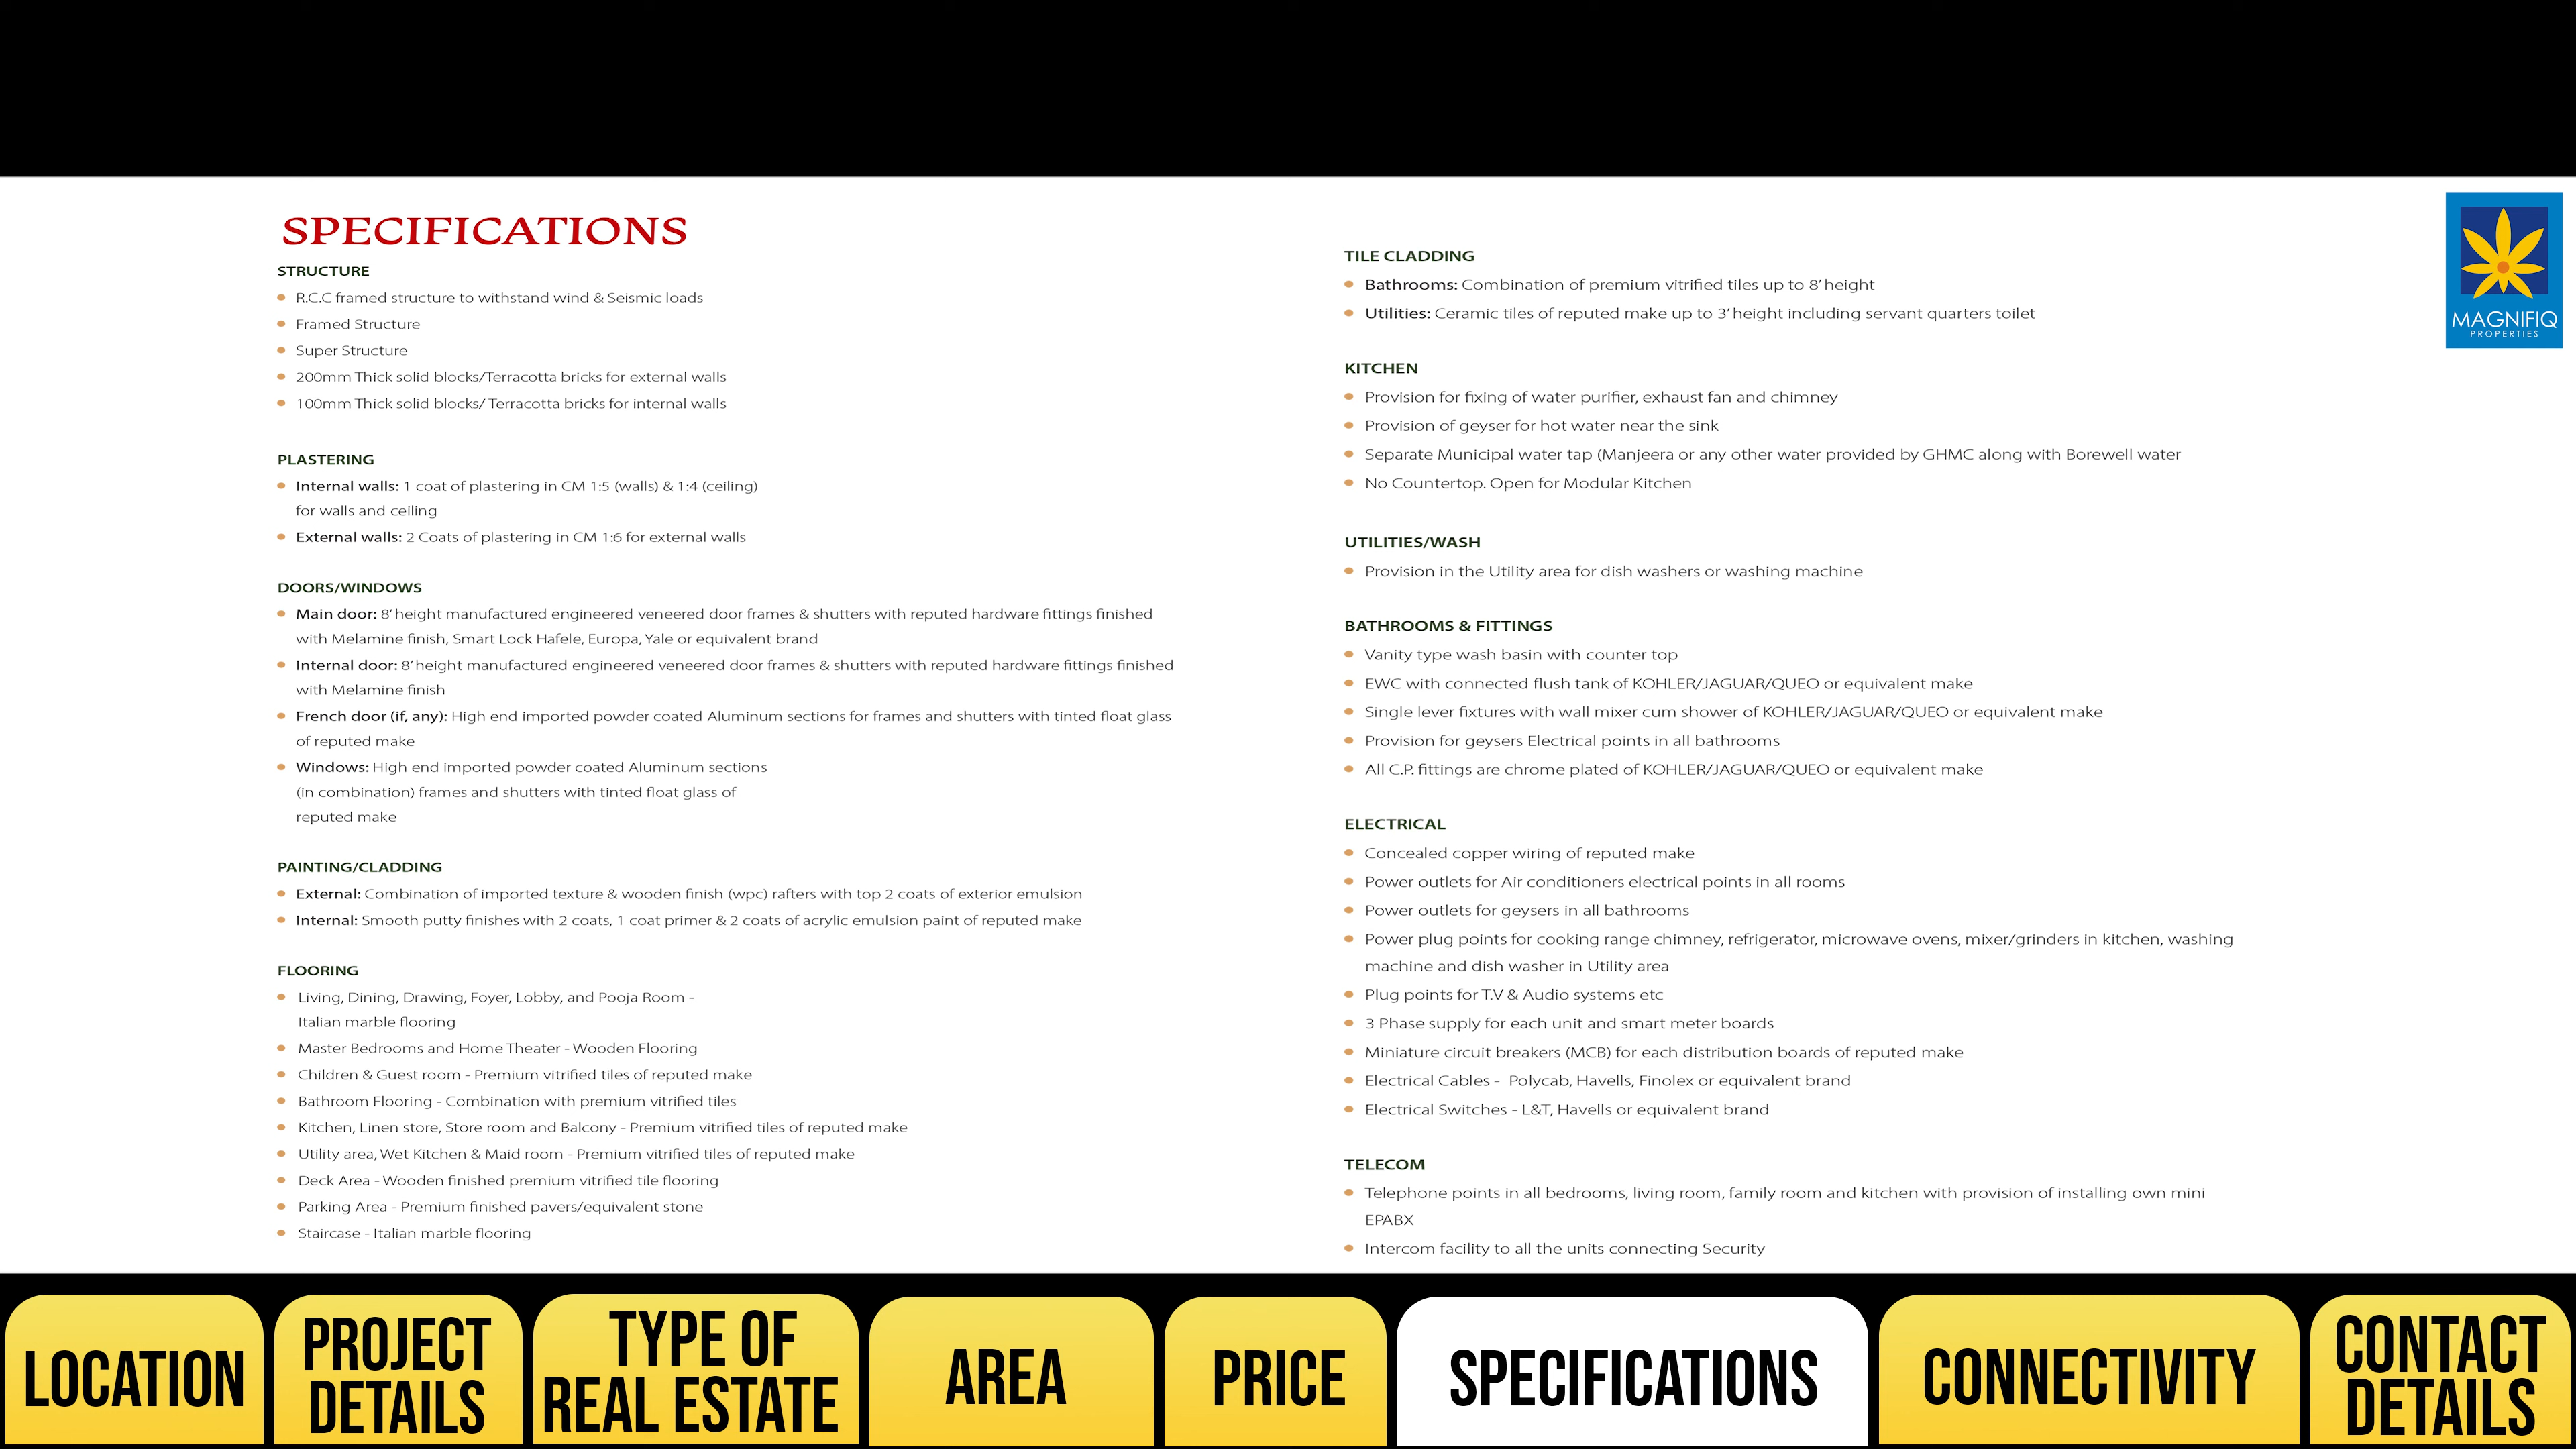 SPECIFICATIONS
STRUCTURE
R.C.C framed structure to withstand wind & Seismic loads
Framed Structure
Super Structure
200mm Thick solid blocks/Terracotta bricks for external walls
100mm Thick solid blocks/ Terracotta bricks for internal walls
PLASTERING
Internal walls: 1 coat of plastering in CM 1:5 (walls) & 1:4 (ceiling)
for walls and ceiling
External walls: 2 Coats of plastering in CM 1:6 for external walls
DOORS/WINDOWS
Main door: 8' height manufactured engineered veneered door frames & shutters with reputed hardware fittings finished
with Melamine finish, Smart Lock Hafele, Europa, Yale or equivalent brand
Internal door: 8' height manufactured engineered veneered door frames & shutters with reputed hardware fittings finished
with Melamine finish
French door (if, any): High end imported powder coated Aluminum sections for frames and shutters with tinted float glass
of reputed make
Windows: High end imported powder coated Aluminum sections
(in combination) frames and shutters with tinted float glass of
reputed make
PAINTING/CLADDING
External: Combination of imported texture & wooden finish (wpc) rafters with top 2 coats of exterior emulsion
Internal: Smooth putty finishes with 2 coats, 1 coat primer & 2 coats of acrylic emulsion paint of reputed make
FLOORING
Living, Dining, Drawing, Foyer, Lobby, and Pooja Room -
Italian marble flooring
Master Bedrooms and Home Theater - Wooden Flooring
Children & Guest room - Premium vitrified tiles of reputed make
Bathroom Flooring - Combination with premium vitrified tiles
Kitchen, Linen store, Store room and Balcony - Premium vitrified tiles of reputed make
Utility area, Wet Kitchen & Maid room - Premium vitrified tiles of reputed make
Deck Area - Wooden finished premium vitrified tile flooring
Parking Area - Premium finished pavers/equivalent stone
Staircase - Italian marble flooring
TILE CLADDING
Bathrooms: Combination of premium vitrified tiles up to 8' height
Utilities: Ceramic tiles of reputed make up to 3' height including servant quarters toilet
KITCHEN
Provision for fixing of water purifier, exhaust fan and chimney
Provision of geyser for hot water near the sink
Separate Municipal water tap (Manjeera or any other water provided by GHMC along with Borewell water
No Countertop. Open for Modular Kitchen
UTILITIES/WASH
Provision in the Utility area for dish washers or washing machine
BATHROOMS & FITTINGS
Vanity type wash basin with counter top
EWC with connected flush tank of KOHLER/JAGUAR/QUEO or equivalent make
Single lever fixtures with wall mixer cum shower of KOHLER/JAGUAR/QUEO or equivalent make
Provision for geysers Electrical points in all bathrooms
All C.P. fittings are chrome plated of KOHLER/JAGUAR/QUEO or equivalent make
ELECTRICAL
Concealed copper wiring of reputed make
Power outlets for Air conditioners electrical points in all rooms
Power outlets for geysers in all bathrooms
Power plug points for cooking range chimney, refrigerator, microwave ovens, mixer/grinders in kitchen, washing
machine and dish washer in Utility area
Plug points for T.V & Audio systems etc
3 Phase supply for each unit and smart meter boards
Miniature circuit breakers (MCB) for each distribution boards of reputed make
Electrical Cables - Polycab, Havells, Finolex or equivalent brand
Electrical Switches - L&T, Havells or equivalent brand
TELECOM
Telephone points in all bedrooms, living room, family room and kitchen with provision of installing own mini
EPABX
Intercom facility to all the units connecting Security
MAGNIFIQ
PROPERTIES
LOCATION
PROJECT
DETAILS
TYPE OF
REAL ESTATE
AREA
PRICE
SPECIFICATIONS
CONNECTIVITY
CONTACT
DETAILS